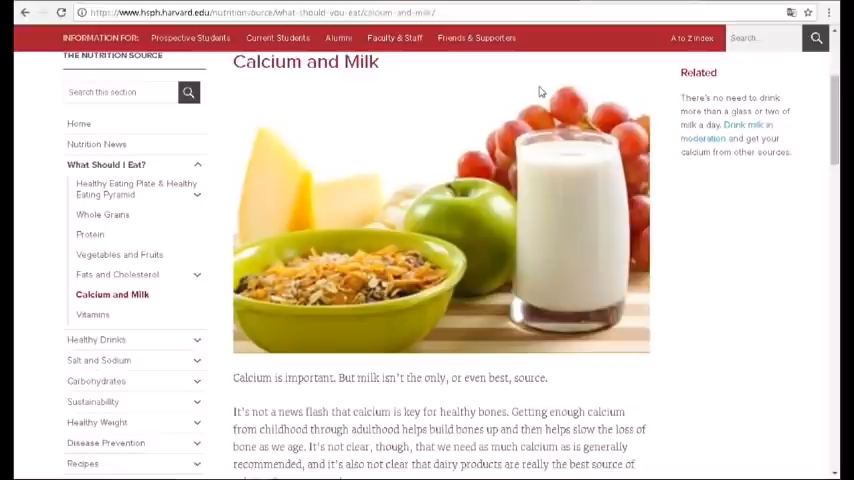 https://www.hsph.harvard.edu/nutritionsource/what-should-you-eat/calcium-and-milk/
INFORMATION FOR: Prospective Students Current Students Alumni Faculty & Staff Friends & Supporters A to Z Index Search...
THE NUTRITION SOURCE
Search this section
Home
Nutrition News
What Should I Eat?
Healthy Eating Plate & Healthy
Eating Pyramid
Whole Grains
Protein
Vegetables and Fruits
Fats and Cholesterol
Calcium and Milk
Vitamins
Healthy Drinks
Salt and Sodium
Carbohydrates
Sustainability
Healthy Weight
Disease Prevention
Recipes
Calcium and Milk
Calcium is important. But milk isn't the only, or even best, source.
It's not a news flash that calcium is key for healthy bones. Getting enough calcium
from childhood through adulthood helps build bones up and then helps slow the loss of
bone as we age. It's not clear, though, that we need as much calcium as is generally
recommended, and it's also not clear that dairy products are really the best source of
Related
There's no need to drink
more than a glass or two of
milk a day. Drink milk in
moderation and get your
calcium from other sources.